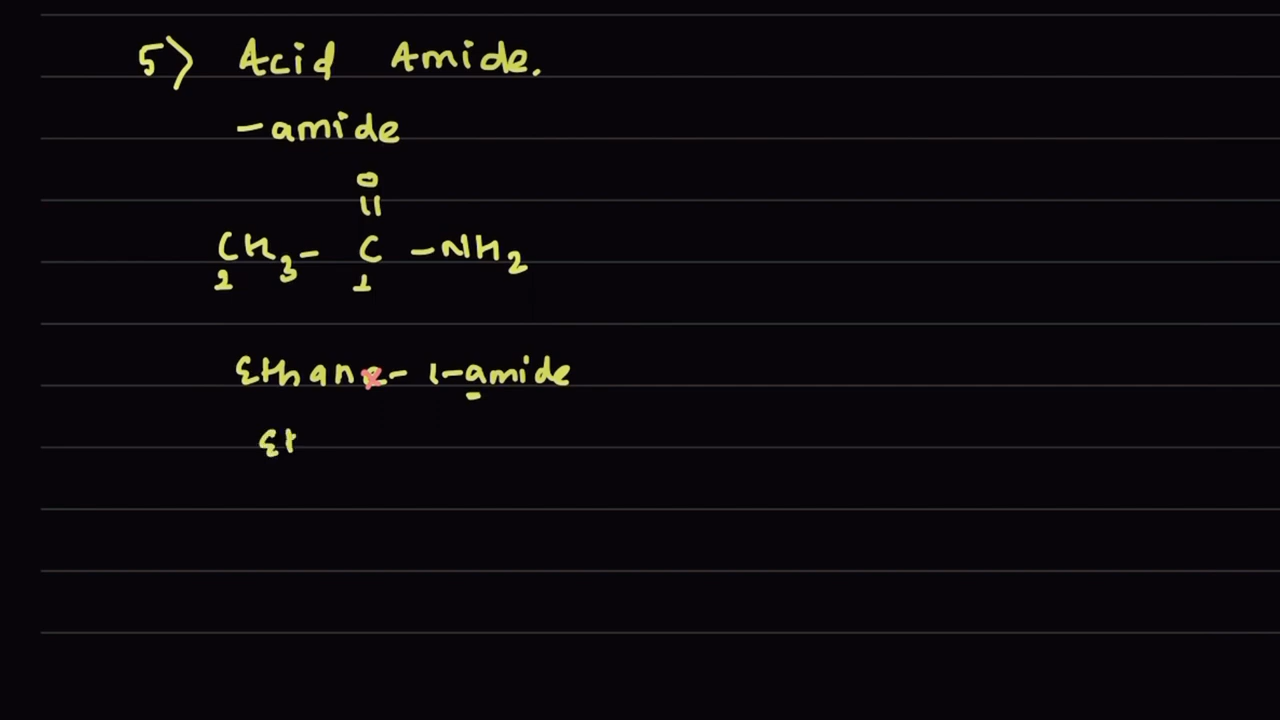 5) Acid Amide.
-amide
O
||
CH3 - C - NH2
2 1
Ethane - 1 - amide
Et